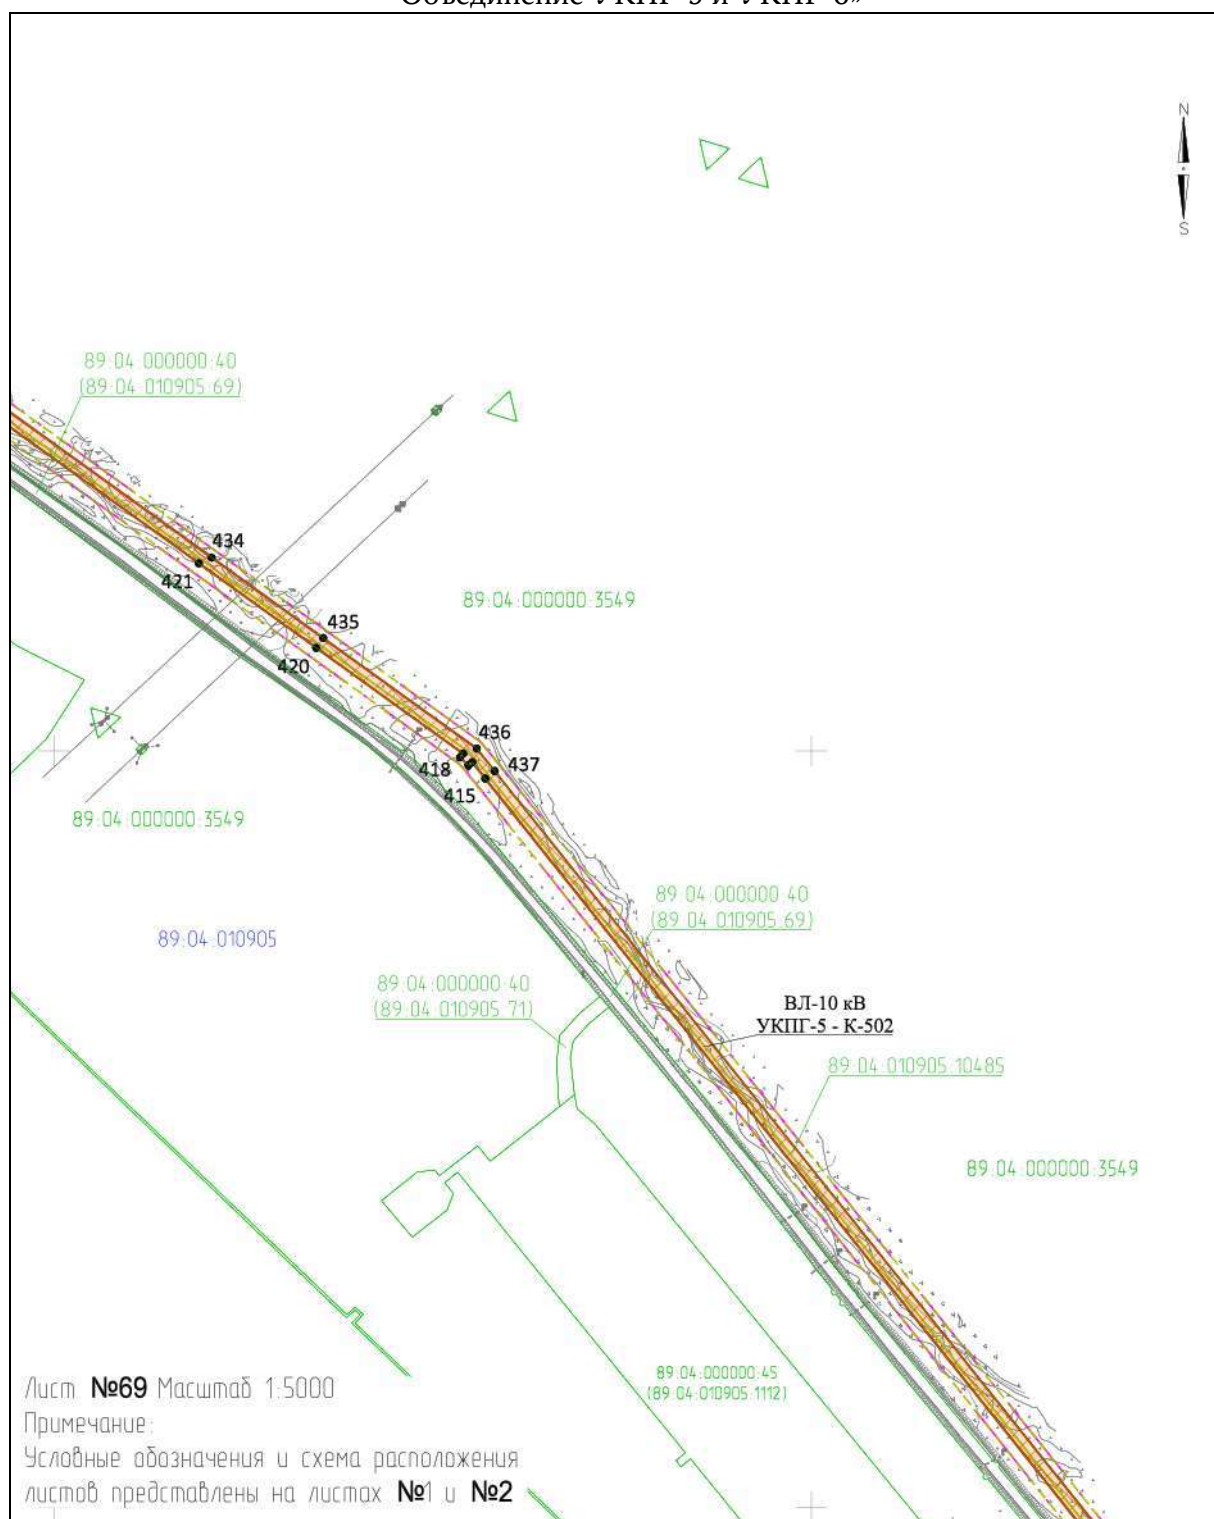 N
S
89:04:000000:40
(89:04:010905:69)
434
421
89:04:000000:3549
435
420
436
437
418
415
89:04:000000:3549
89:04:000000:40
(89:04:010905:69)
89:04:010905
89:04:000000:40
(89:04:010905:71)
ВЛ-10 кВ
УКПГ-5 - К-502
89:04:010905:10485
89:04:000000:3549
89:04:000000:45
(89:04:010905:1112)
Лист №69 Масштаб 1:5000
Примечание:
Условные обозначения и схема расположения
листов представлены на листах №1 и №2